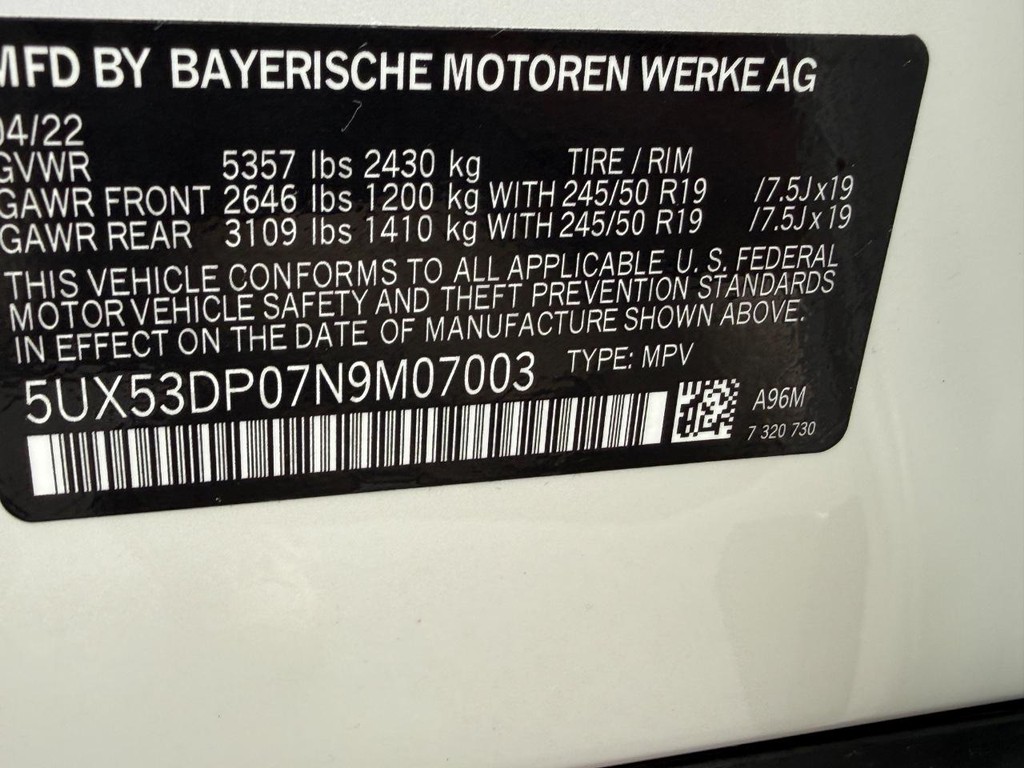 MFD BY BAYERISCHE MOTOREN WERKE AG
04/22
GVWR 5357 lbs 2430 kg TIRE / RIM
GAWR FRONT 2646 lbs 1200 kg WITH 245/50 R19 /7.5Jx19
GAWR REAR 3109 lbs 1410 kg WITH 245/50 R19 /7.5Jx19
THIS VEHICLE CONFORMS TO ALL APPLICABLE U.S. FEDERAL
MOTOR VEHICLE SAFETY AND THEFT PREVENTION STANDARDS
IN EFFECT ON THE DATE OF MANUFACTURE SHOWN ABOVE.
5UX53DP07N9M07003 TYPE: MPV
A96M
7 320 730